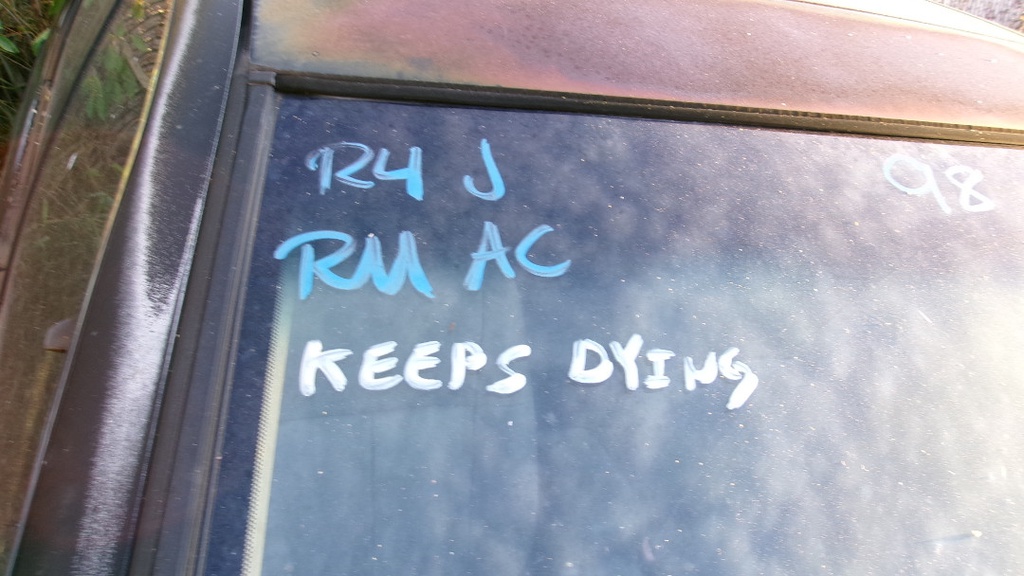 R4 J
98
RM AC
KEEPS DYING